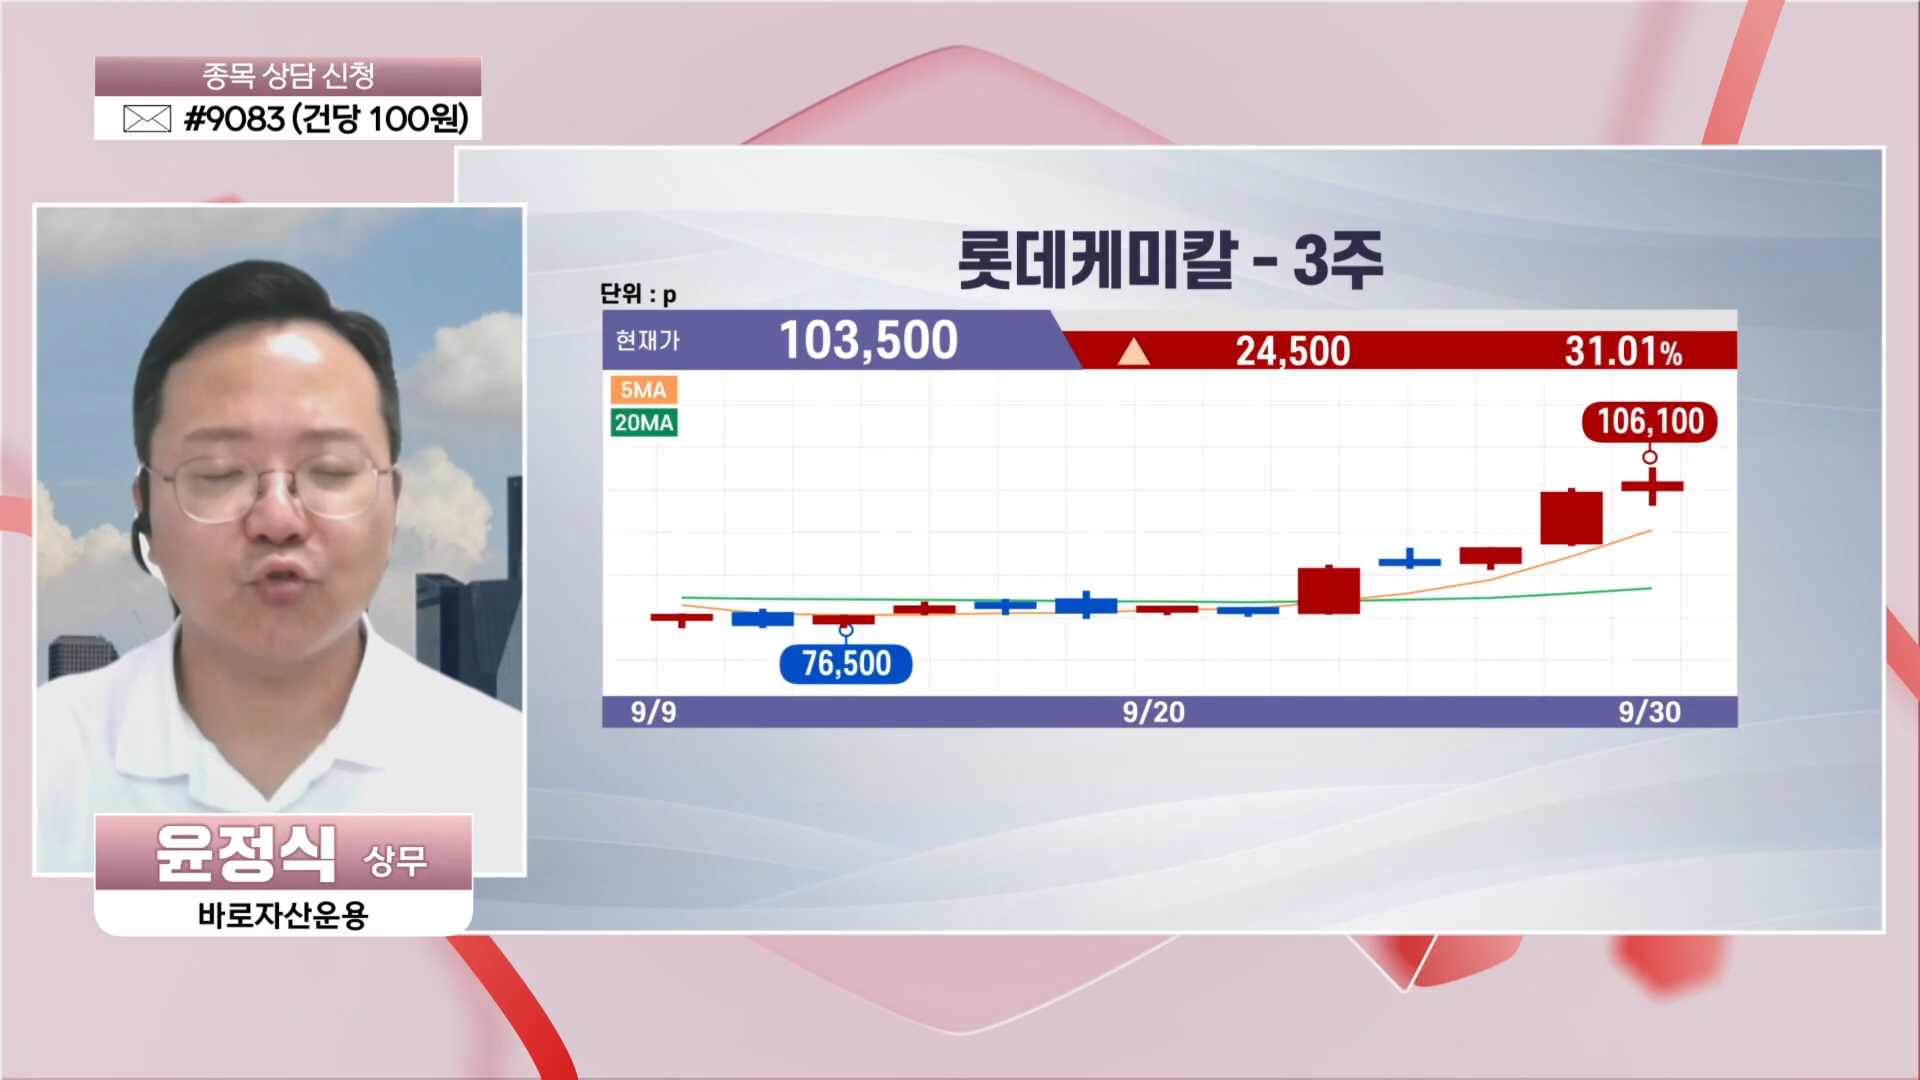 종목 상담 신청
#9083 (건당 100원)
롯데케미칼 - 3주
단위 : p
현재가 103,500 24,500 31.01%
5MA
20MA
106,100
76,500
9/9 9/20 9/30
윤정식 상무
바로자산운용